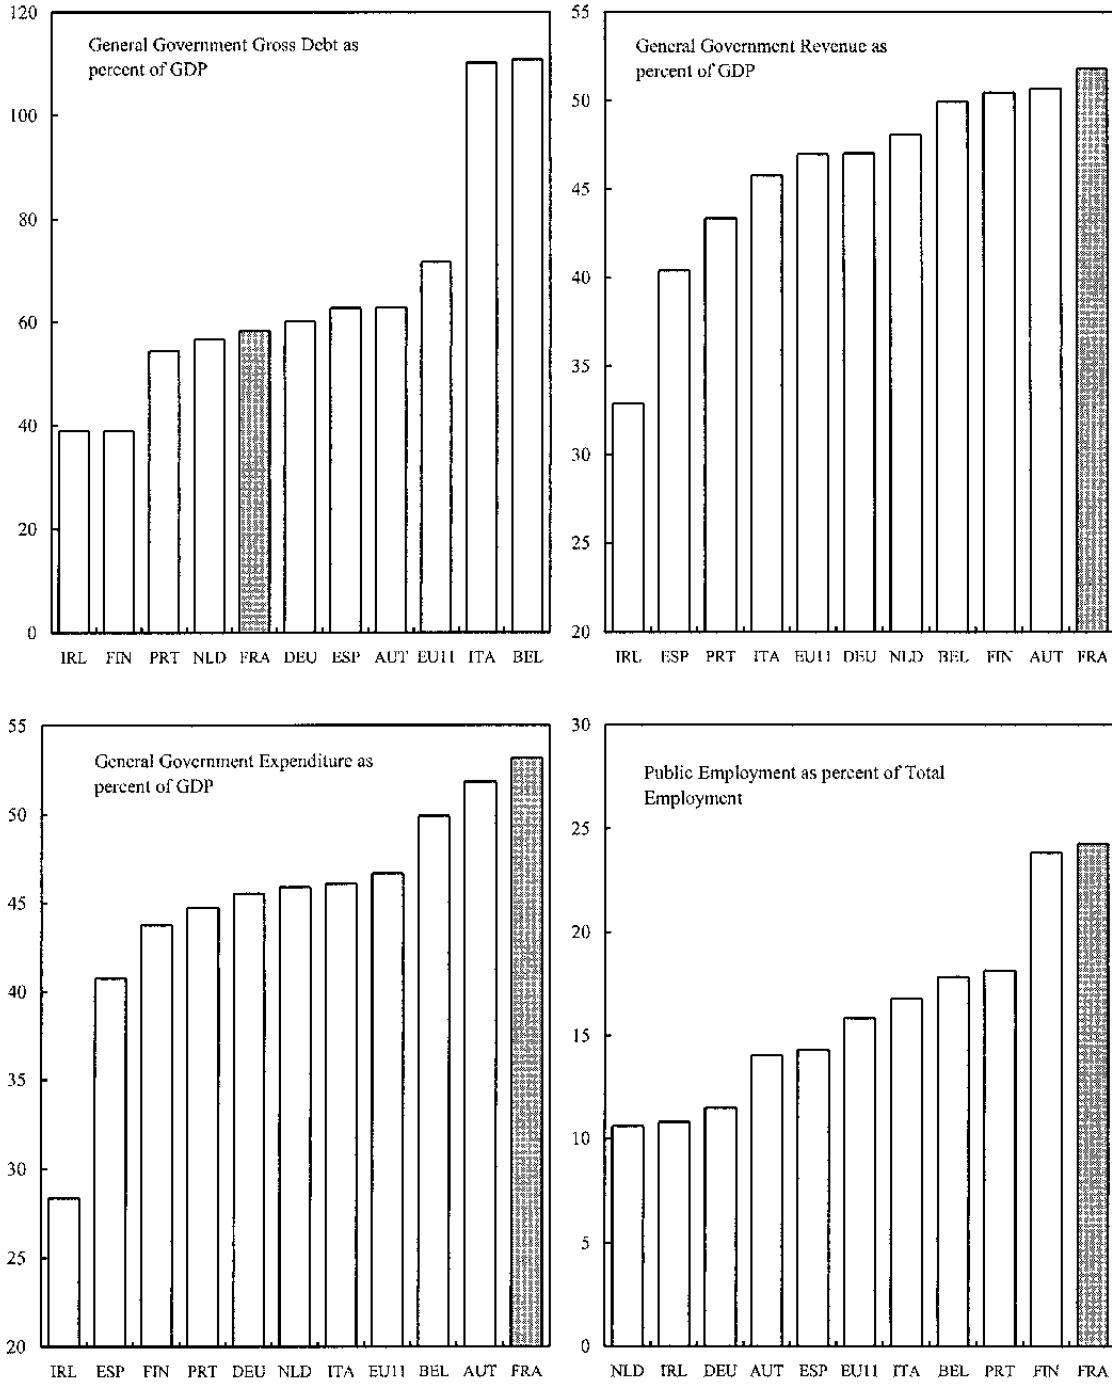 General Government Gross Debt as
percent of GDP
120
100
80
60
40
20
0
IRL FIN PRT NLD FRA DEU ESP AUT EU11 ITA BEL
General Government Revenue as
percent of GDP
55
50
45
40
35
30
25
20
IRL ESP PRT ITA EU11 DEU NLD BEL FIN AUT FRA
General Government Expenditure as
percent of GDP
55
50
45
40
35
30
25
20
IRL ESP FIN PRT DEU NLD ITA EU11 BEL AUT FRA
Public Employment as percent of Total
Employment
30
25
20
15
10
5
0
NLD IRL DEU AUT ESP EU11 ITA BEL PRT FIN FRA